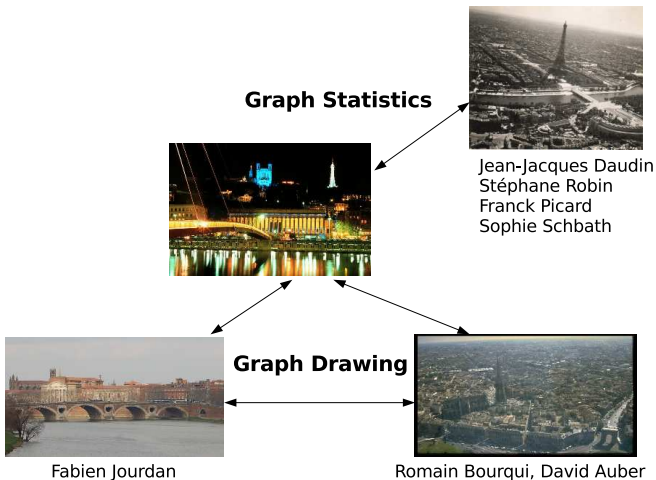 Graph Statistics
Jean-Jacques Daudin
Stéphane Robin
Franck Picard
Sophie Schbath
Graph Drawing
Fabien Jourdan
Romain Bourqui, David Auber